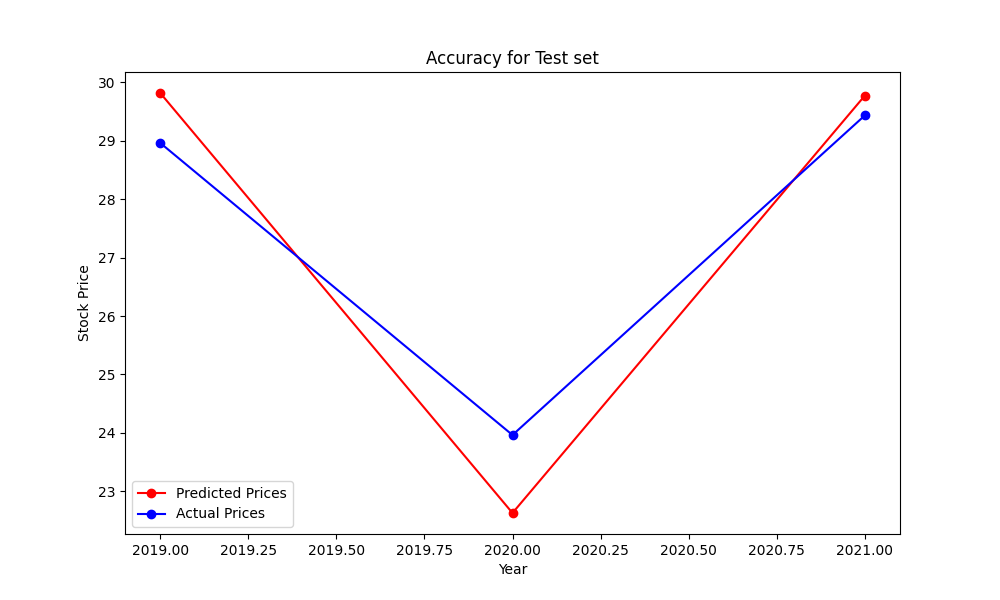 Accuracy for Test set
30
29
28
27
26
25
24
23
Stock Price
Predicted Prices
Actual Prices
2019.00 2019.25 2019.50 2019.75 2020.00 2020.25 2020.50 2020.75 2021.00
Year